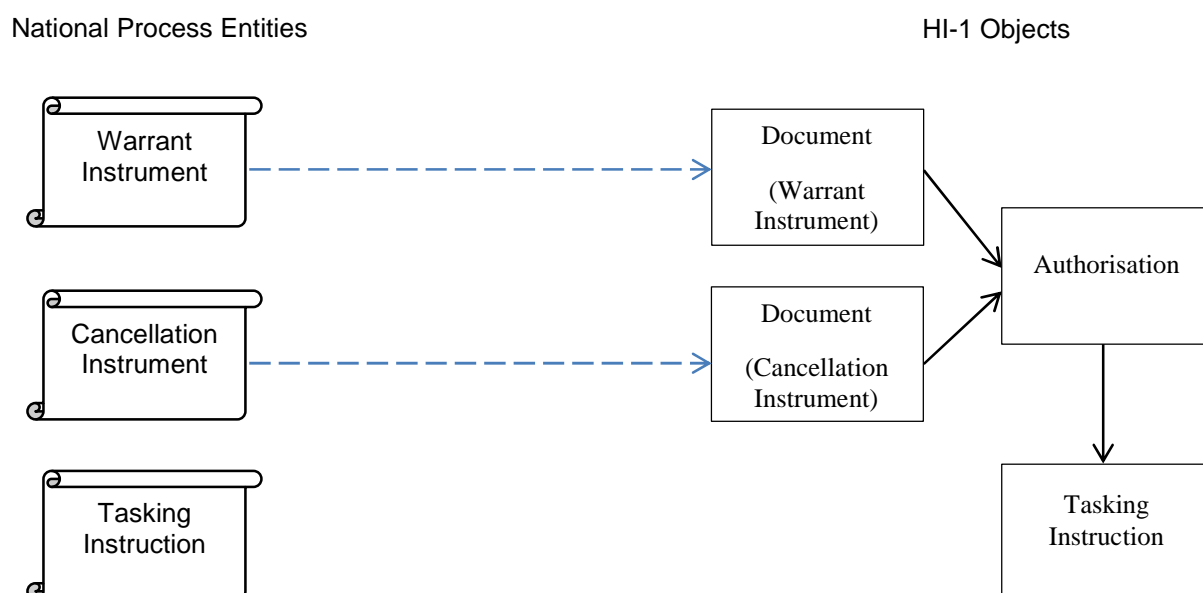 National Process Entities
HI-1 Objects
Warrant
Instrument
Document
(Warrant
Instrument)
Authorisation
Cancellation
Instrument
Document
(Cancellation
Instrument)
Tasking
Instruction
Tasking
Instruction